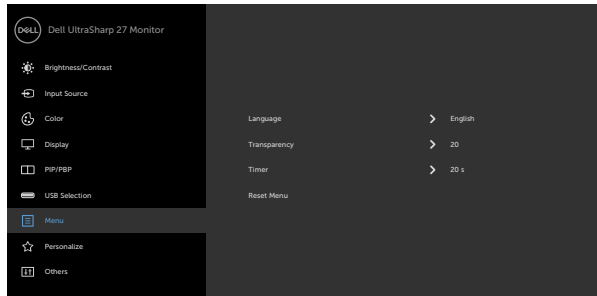 DELL Dell UltraSharp 27 Monitor
Brightness/Contrast
Input Source
Color
Language English
Display
Transparency 20
PIP/PBP
Timer 20 s
USB Selection
Reset Menu
Menu
Personalize
Others